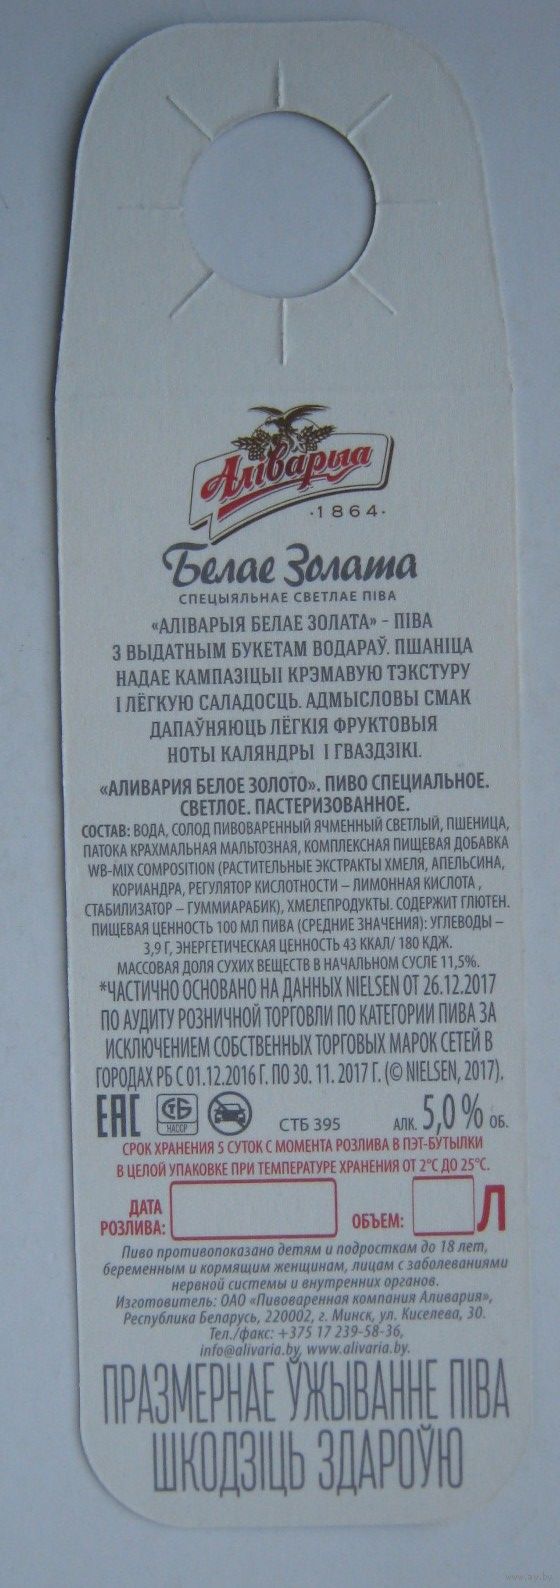 Аліварыя
·1864·
Белае Золата
СПЕЦЫЯЛЬНАЕ СВЕТЛАЕ ПІВА
«АЛІВАРЫЯ БЕЛАЕ ЗОЛАТА» - ПІВА
З ВЫДАТНЫМ БУКЕТАМ ВОДАРАЎ. ПШАНІЦА
НАДАЕ КАМПАЗІЦЫІ КРЭМАВУЮ ТЭКСТУРУ
І ЛЁГКУЮ САЛАДОСЦЬ. АДМЫСЛОВЫ СМАК
ДАПАЎНЯЮЦЬ ЛЁГКІЯ ФРУКТОВЫЯ
НОТЫ КАЛЯНДРЫ І ГВАЗДЗІКІ.
«АЛИВАРИЯ БЕЛОЕ ЗОЛОТО». ПИВО СПЕЦИАЛЬНОЕ.
СВЕТЛОЕ. ПАСТЕРИЗОВАННОЕ.
СОСТАВ: ВОДА, СОЛОД ПИВОВАРЕННЫЙ ЯЧМЕННЫЙ СВЕТЛЫЙ, ПШЕНИЦА,
ПАТОКА КРАХМАЛЬНАЯ МАЛЬТОЗНАЯ, КОМПЛЕКСНАЯ ПИЩЕВАЯ ДОБАВКА
WB-MIX COMPOSITION (РАСТИТЕЛЬНЫЕ ЭКСТРАКТЫ ХМЕЛЯ, АПЕЛЬСИНА,
КОРИАНДРА, РЕГУЛЯТОР КИСЛОТНОСТИ – ЛИМОННАЯ КИСЛОТА ,
СТАБИЛИЗАТОР – ГУММИАРАБИК), ХМЕЛЕПРОДУКТЫ. СОДЕРЖИТ ГЛЮТЕН.
ПИЩЕВАЯ ЦЕННОСТЬ 100 МЛ ПИВА (СРЕДНИЕ ЗНАЧЕНИЯ): УГЛЕВОДЫ –
3,9 Г, ЭНЕРГЕТИЧЕСКАЯ ЦЕННОСТЬ 43 ККАЛ/ 180 КДЖ.
МАССОВАЯ ДОЛЯ СУХИХ ВЕЩЕСТВ В НАЧАЛЬНОМ СУСЛЕ 11,5%.
*ЧАСТИЧНО ОСНОВАНО НА ДАННЫХ NIELSEN ОТ 26.12.2017
ПО АУДИТУ РОЗНИЧНОЙ ТОРГОВЛИ ПО КАТЕГОРИИ ПИВА ЗА
ИСКЛЮЧЕНИЕМ СОБСТВЕННЫХ ТОРГОВЫХ МАРОК СЕТЕЙ В
ГОРОДАХ РБ С 01.12.2016 Г. ПО 30. 11. 2017 Г. (© NIELSEN, 2017).
EAC СТБ НАССР СТБ 395 АЛК. 5,0 % ОБ.
СРОК ХРАНЕНИЯ 5 СУТОК С МОМЕНТА РОЗЛИВА В ПЭТ-БУТЫЛКИ
В ЦЕЛОЙ УПАКОВКЕ ПРИ ТЕМПЕРАТУРЕ ХРАНЕНИЯ ОТ 2°С ДО 25°С.
ДАТА
РОЗЛИВА: ОБЪЕМ: Л
Пиво противопоказано детям и подросткам до 18 лет,
беременным и кормящим женщинам, лицам с заболеваниями
нервной системы и внутренних органов.
Изготовитель: ОАО «Пивоваренная компания Аливария»,
Республика Беларусь, 220002, г. Минск, ул. Киселева, 30.
Тел./факс: +375 17 239-58-36,
info@alivaria.by, www.alivaria.by.
ПРАЗМЕРНАЕ ЎЖЫВАННЕ ПІВА
ШКОДЗІЦЬ ЗДАРОЎЮ
www.ay.by